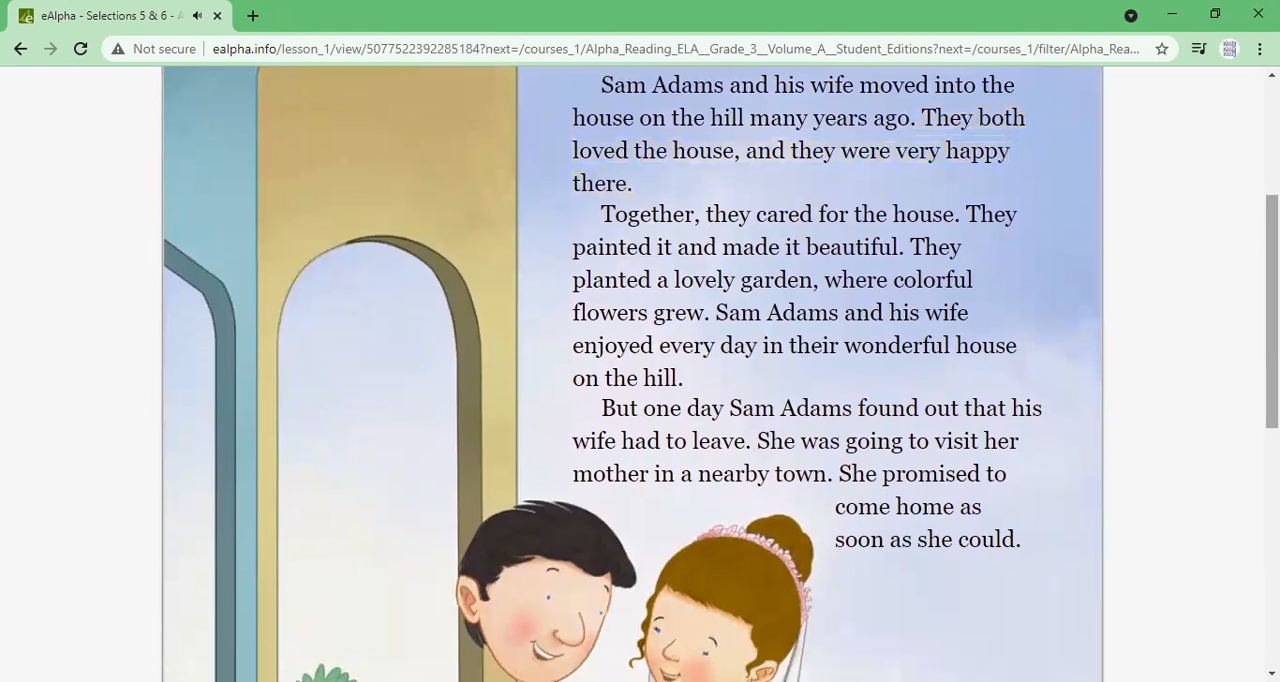 eAlpha - Selections 5 & 6 - A
Not secure
ealpha.info/lesson_1/view/5077522392285184?next=/courses_1/Alpha_Reading_ELA__Grade_3__Volume_A__Student_Editions?next=/courses_1/filter/Alpha_Rea...
Sam Adams and his wife moved into the
house on the hill many years ago. They both
loved the house, and they were very happy
there.
Together, they cared for the house. They
painted it and made it beautiful. They
planted a lovely garden, where colorful
flowers grew. Sam Adams and his wife
enjoyed every day in their wonderful house
on the hill.
But one day Sam Adams found out that his
wife had to leave. She was going to visit her
mother in a nearby town. She promised to
come home as
soon as she could.